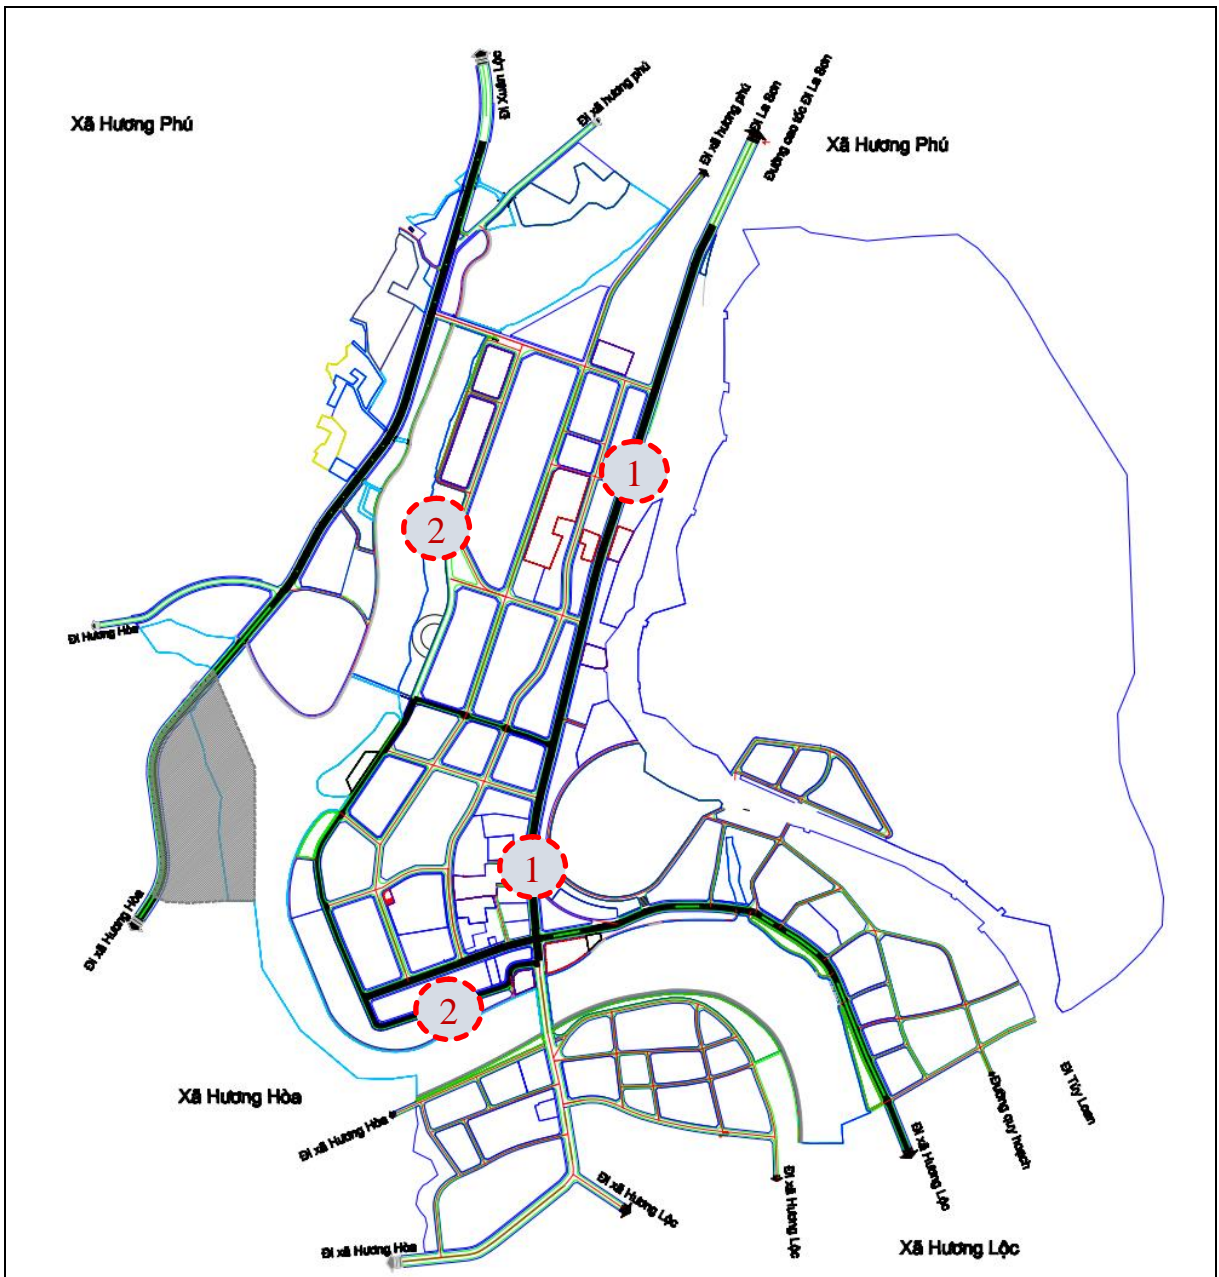 Đi Xuân Lộc
Đi xã hương phú
Xã Hương Phú
Đi xã hương phú
Đi La Sơn
Đường cao tốc Đi La Sơn
Xã Hương Phú
1
2
Đi Hương Hòa
1
Đi xã Hương Hòa
2
Xã Hương Hòa
Đi xã Hương Hòa
Đi Túy Loan
Đường quy hoạch
Đi xã Hương Lộc
Đi xã Hương Lộc
Đi xã Hương Lộc
Đi xã Hương Hòa
Xã Hương Lộc